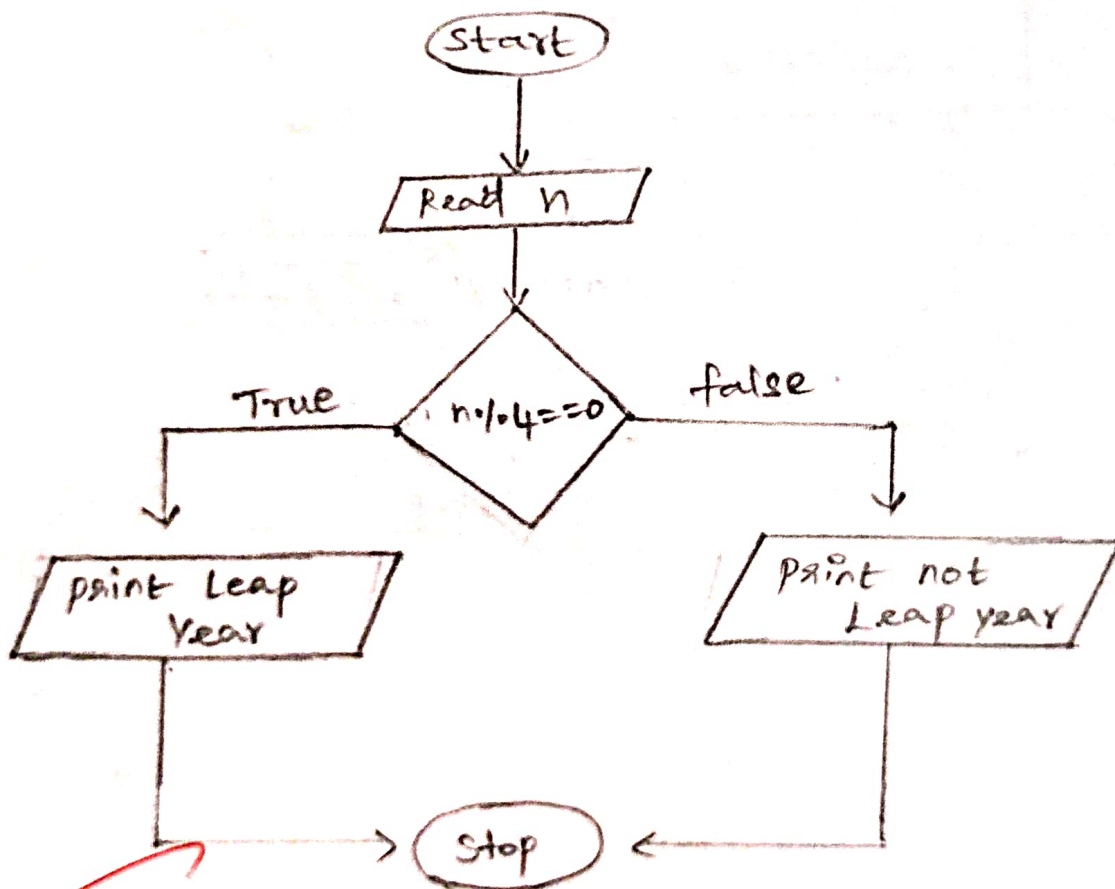 Start
Read n
n%4==0
True
false
print Leap
Year
print not
Leap year
Stop